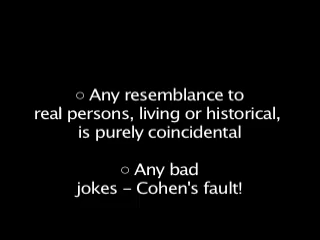 ○ Any resemblance to
real persons, living or historical,
is purely coincidental
○ Any bad
jokes – Cohen's fault!